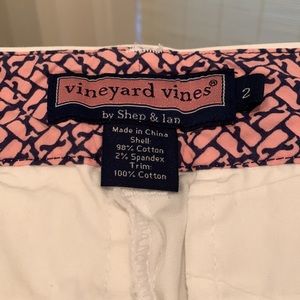 vineyard vines®
by Shep & Ian
2
Made in China
Shell:
98% Cotton
2% Spandex
Trim:
100% Cotton